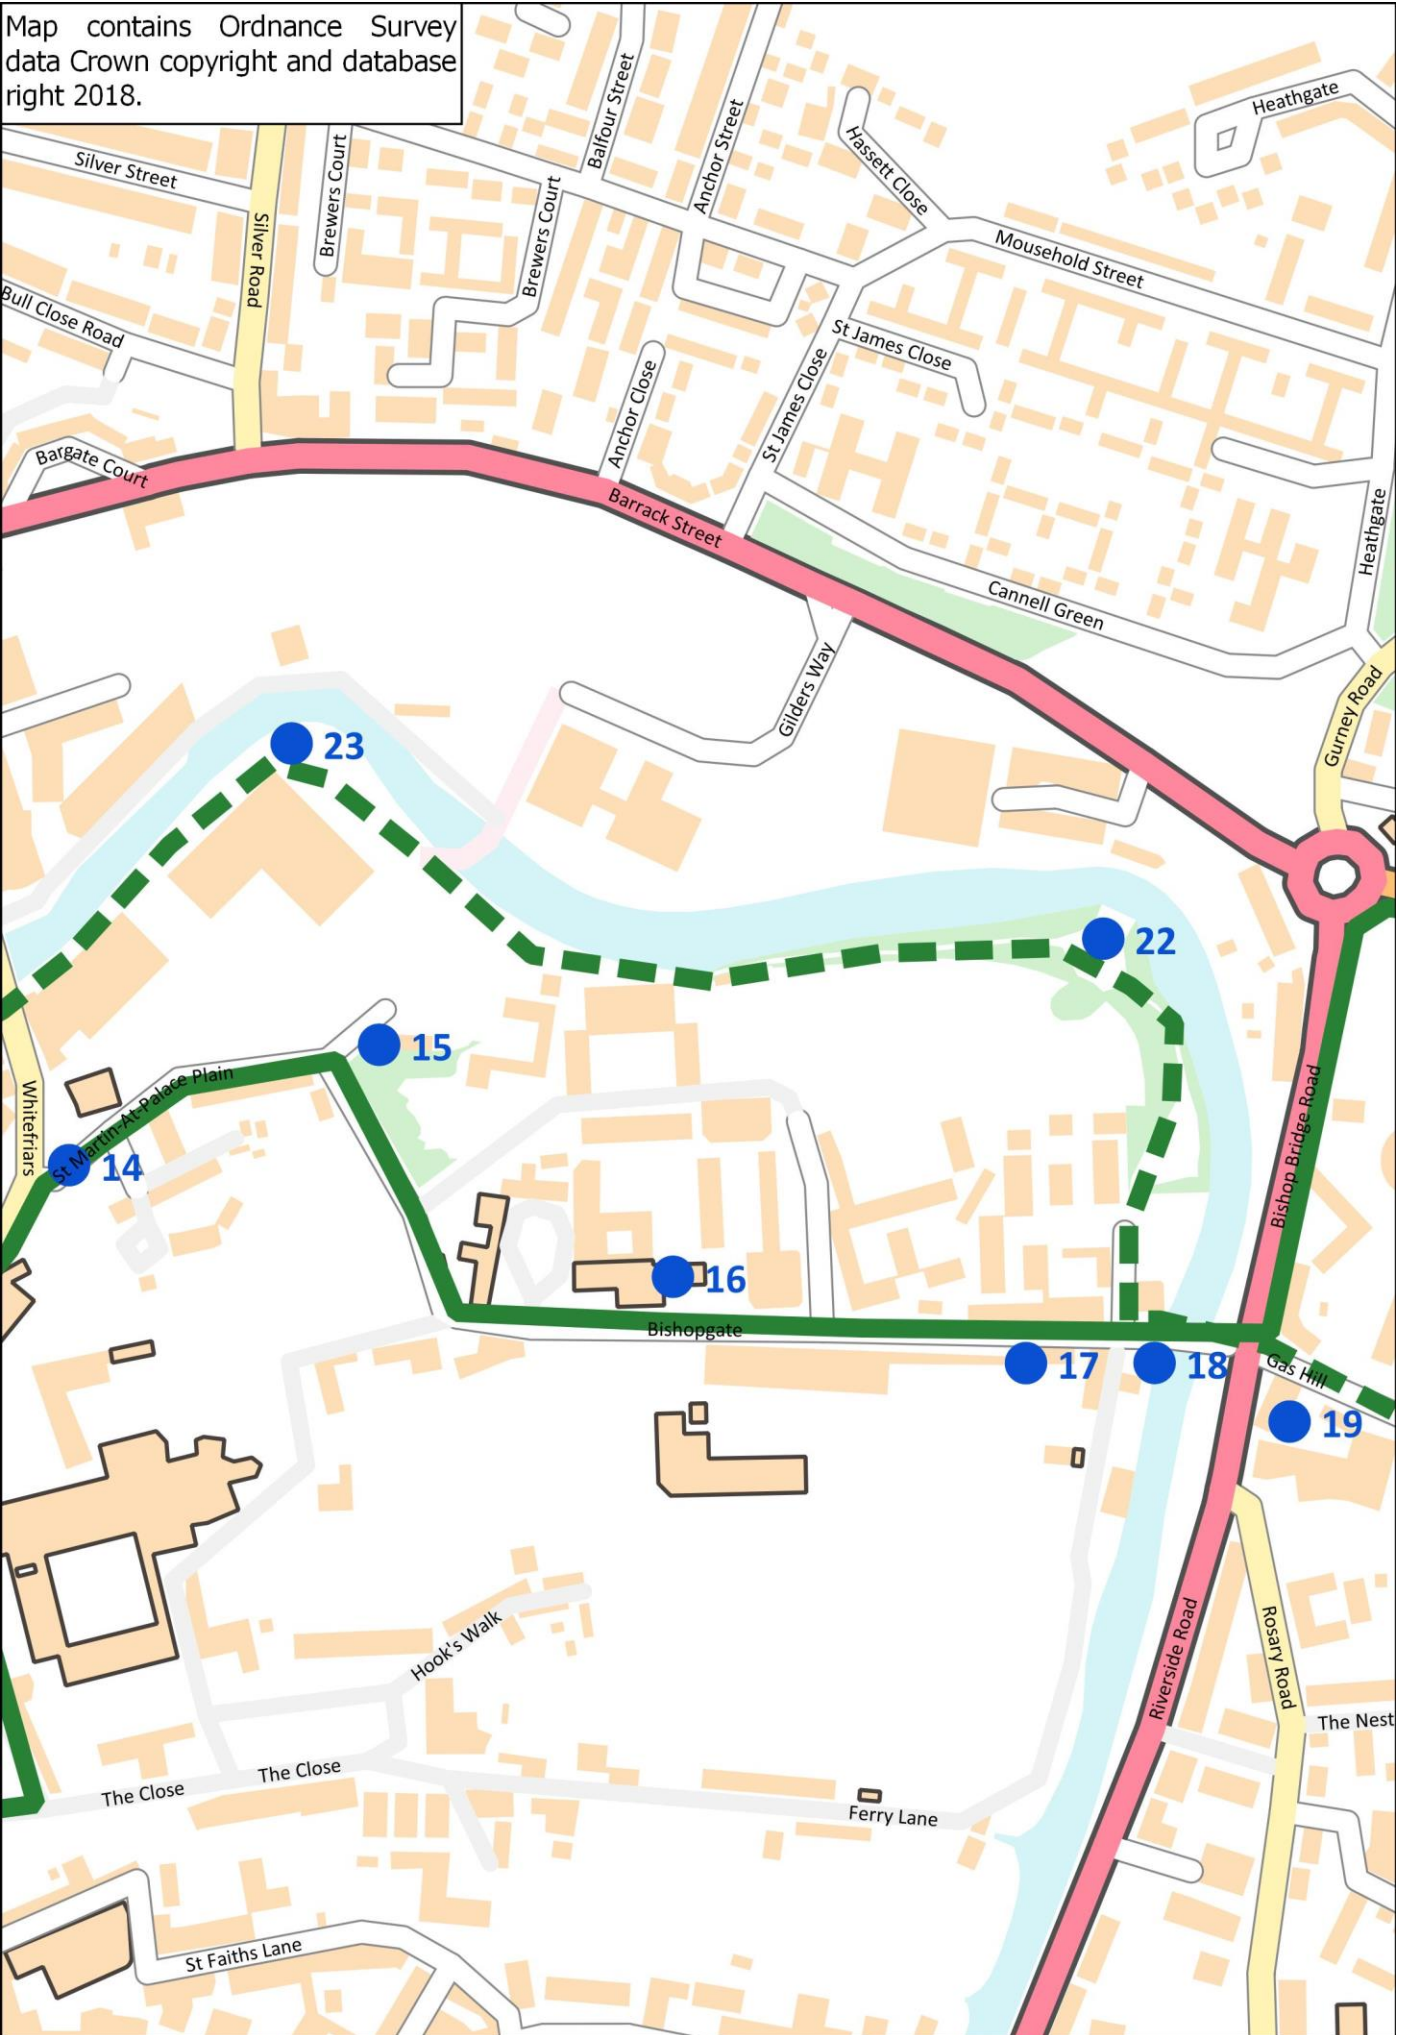 Map contains Ordnance Survey
data Crown copyright and database
right 2018.
Balfour Street
Anchor Street
Heathgate
Hassett Close
Silver Street
Brewers Court
Brewers Court
Silver Road
Mousehold Street
Bull Close Road
St James Close
St James Close
Anchor Close
Bargate Court
Barrack Street
Heathgate
Cannell Green
Gilders Way
Gurney Road
23
22
15
Whitefriars
St Martin-At-Palace Plain
14
Bishop Bridge Road
16
Bishopgate
17
18
Gas Hill
19
Hook's Walk
Riverside Road
Rosary Road
The Nest
The Close
The Close
Ferry Lane
St Faiths Lane